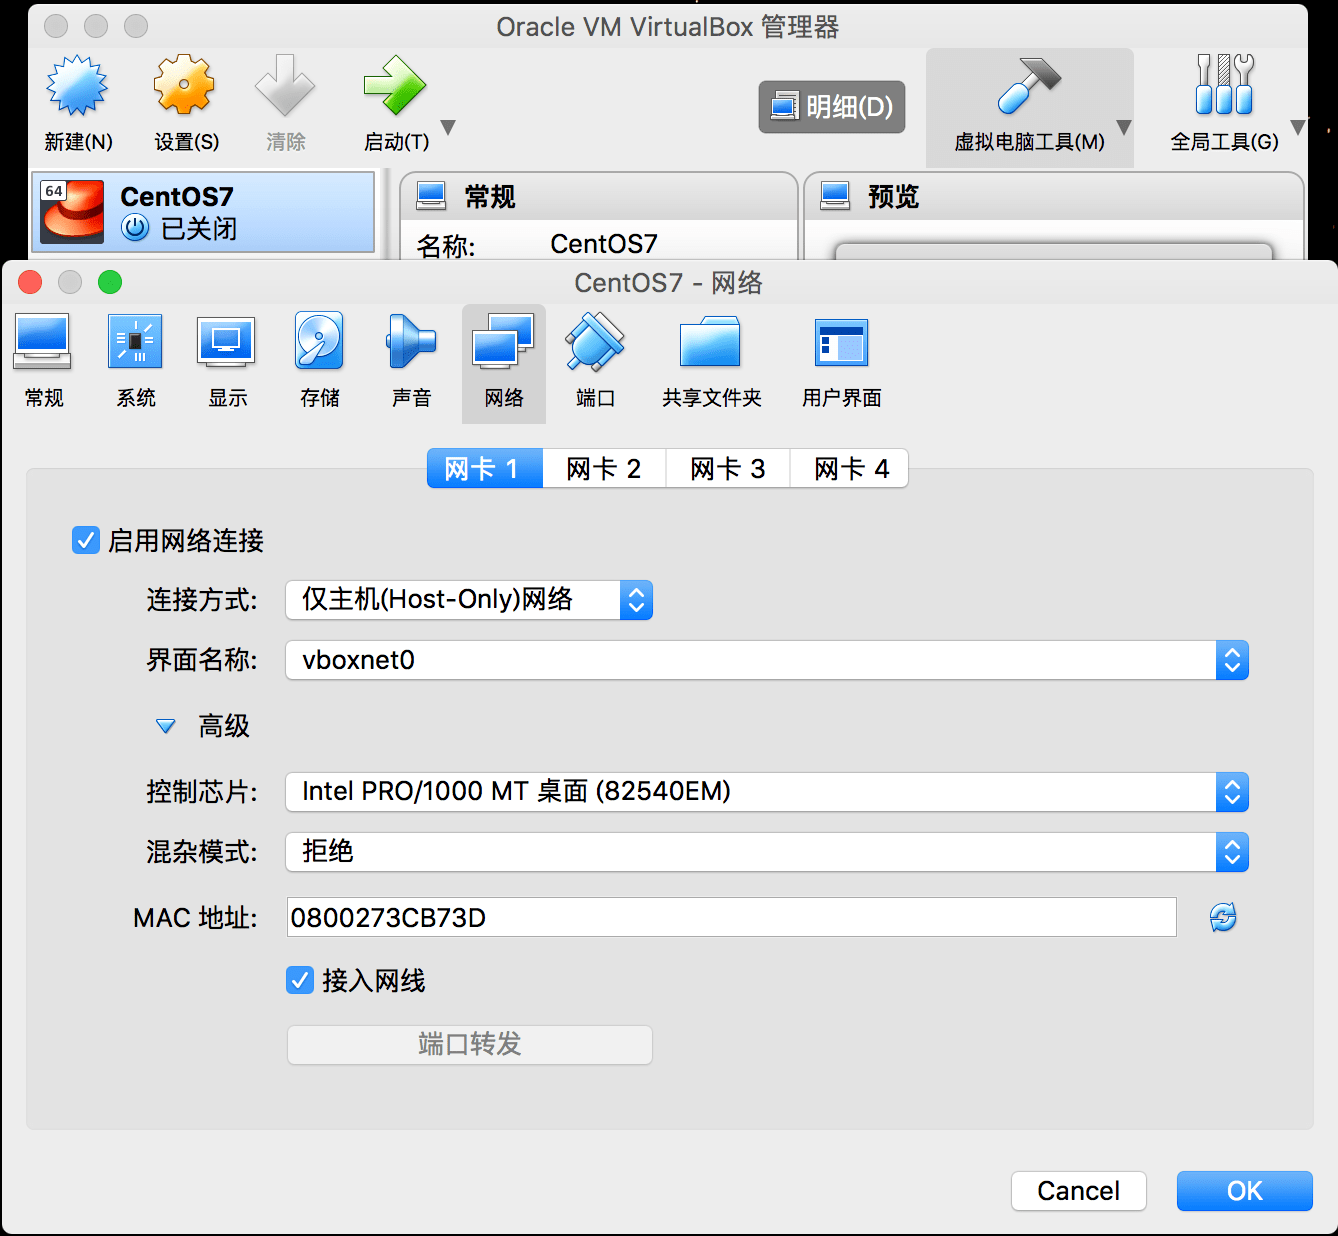 Oracle VM VirtualBox 管理器
新建(N) 设置(S) 清除 启动(T) 明细(D) 虚拟电脑工具(M) 全局工具(G)
64 CentOS7
已关闭
常规
名称: CentOS7
预览
CentOS7 - 网络
常规 系统 显示 存储 声音 网络 端口 共享文件夹 用户界面
网卡 1 网卡 2 网卡 3 网卡 4
启用网络连接
连接方式: 仅主机(Host-Only)网络
界面名称: vboxnet0
高级
控制芯片: Intel PRO/1000 MT 桌面 (82540EM)
混杂模式: 拒绝
MAC 地址: 0800273CB73D
接入网线
端口转发
Cancel OK